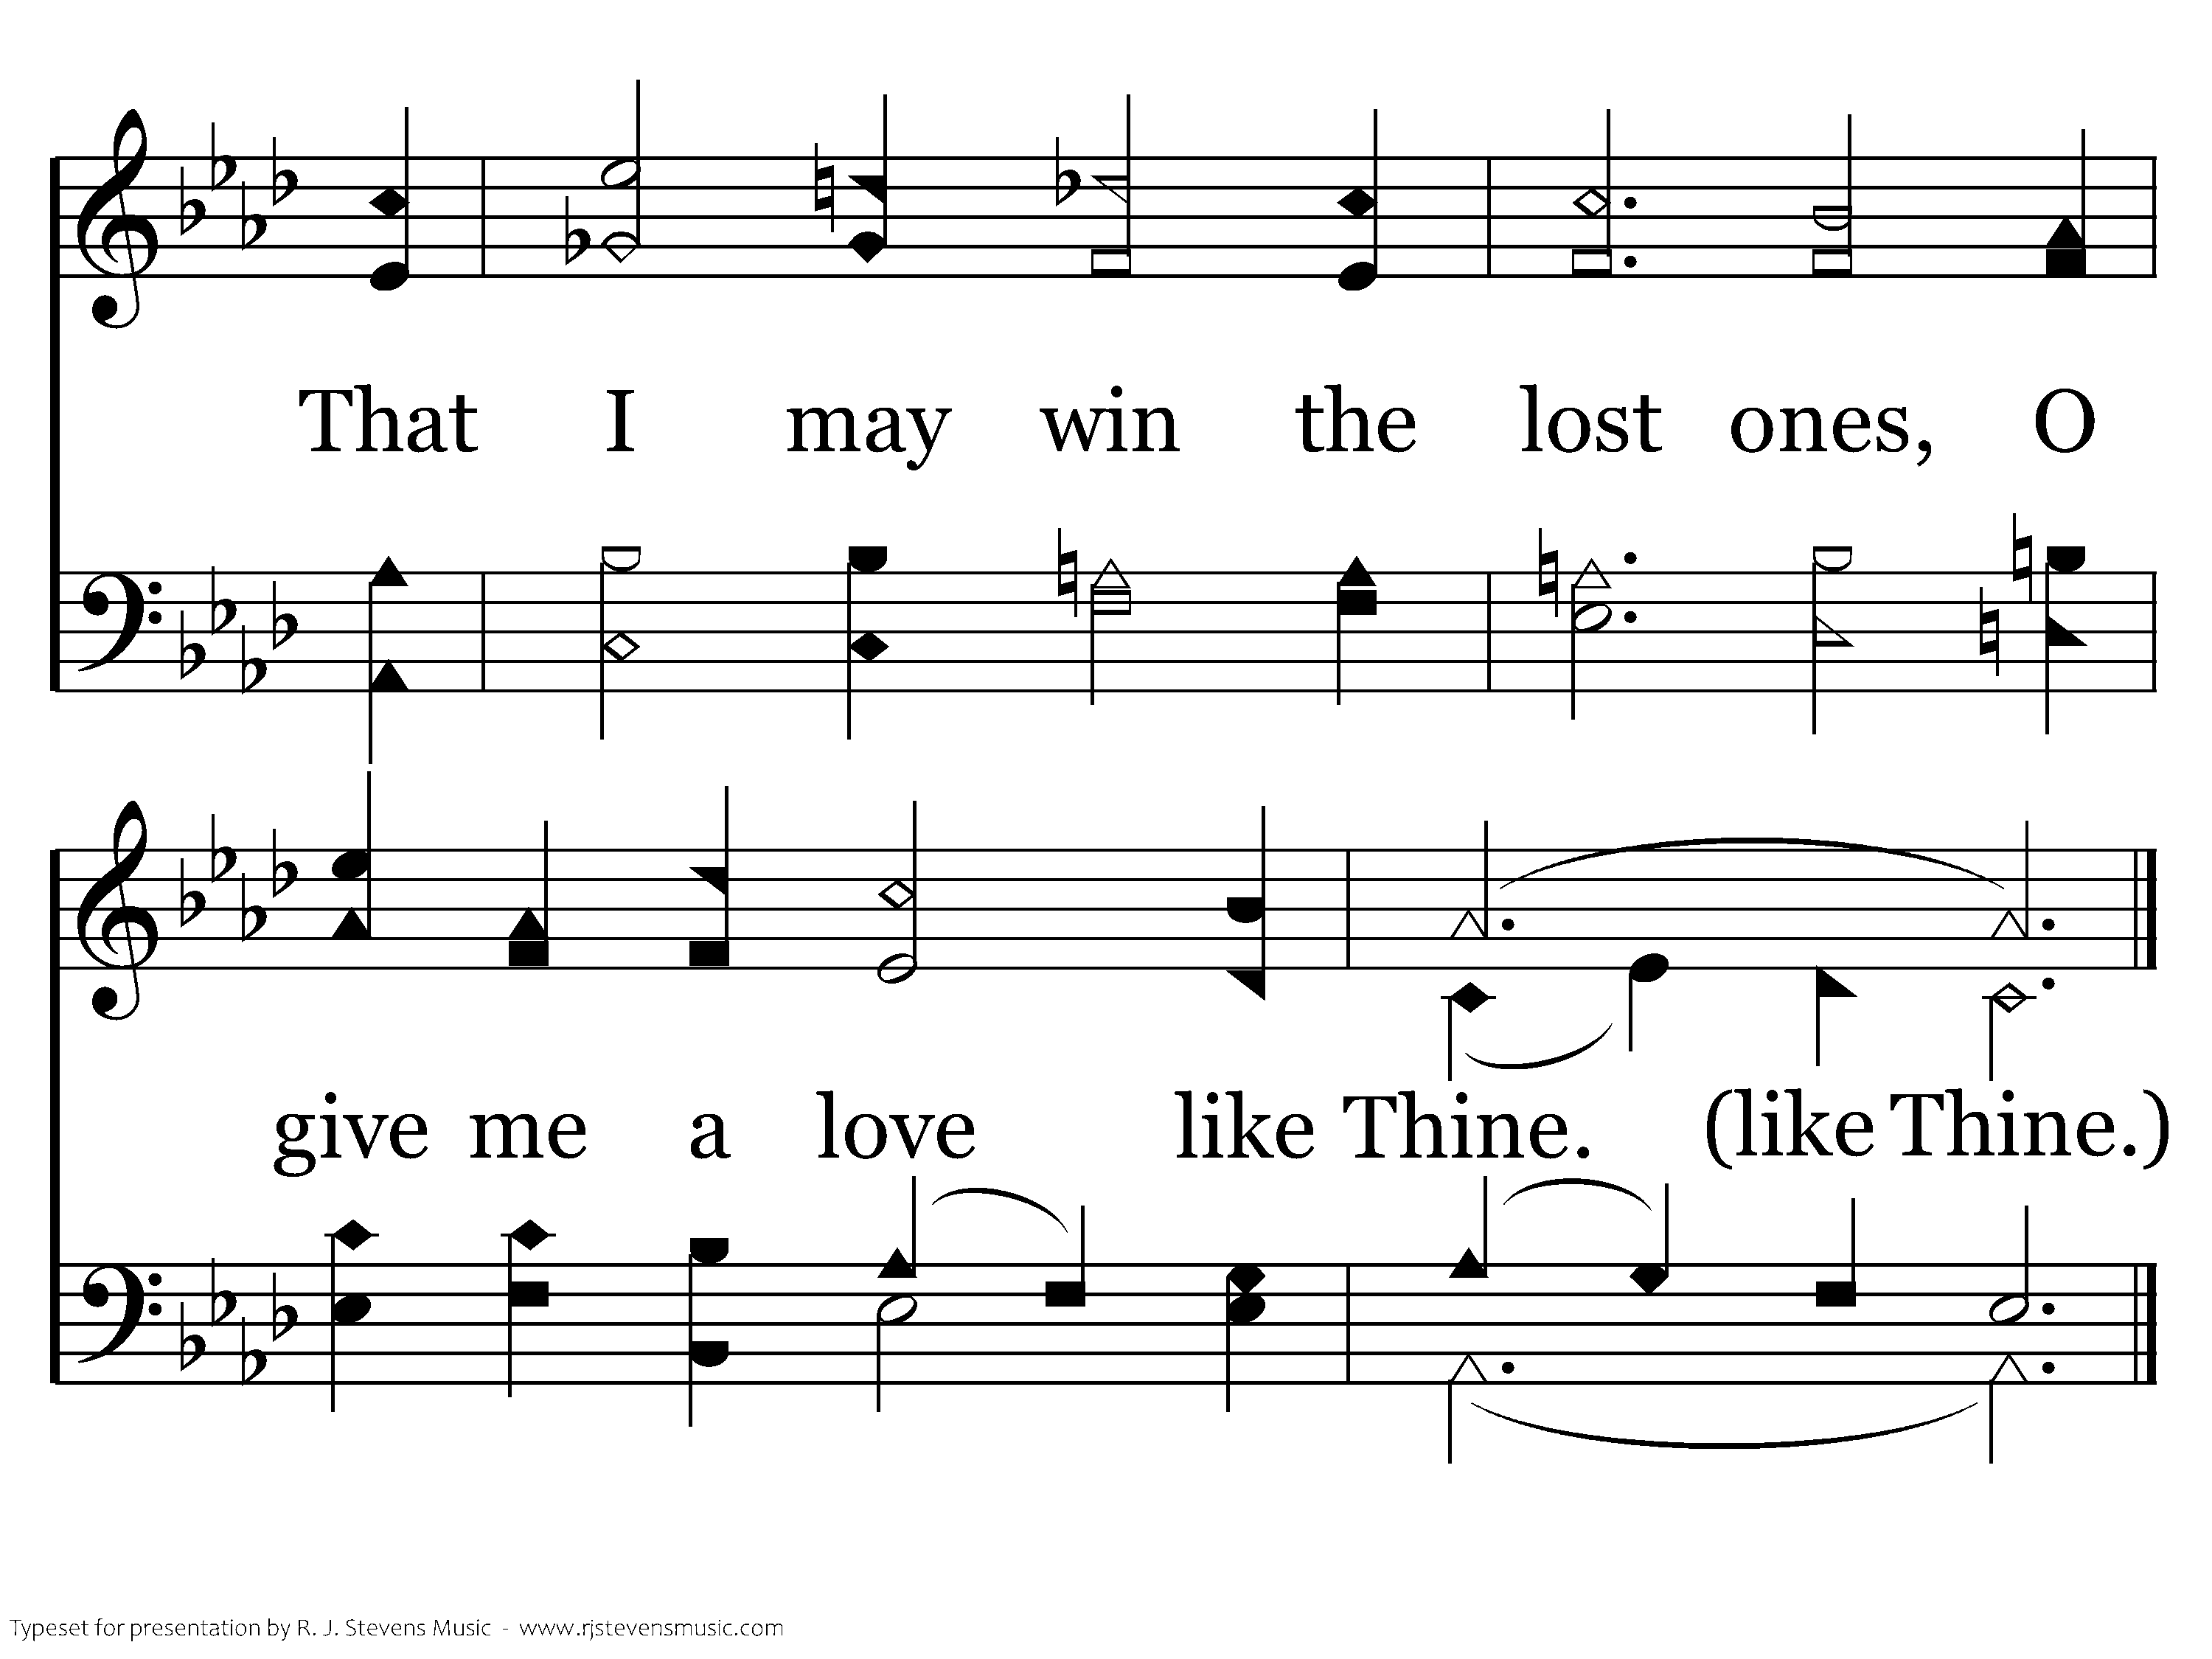 That I may win the lost ones, O
give me a love like Thine. (like Thine.)
Typeset for presentation by R. J. Stevens Music - www.rjstevensmusic.com